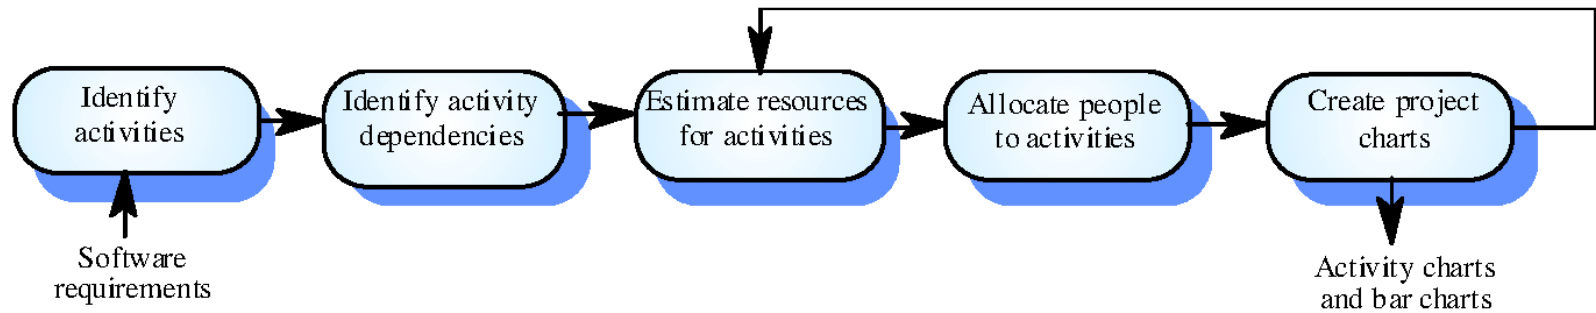 Identify
activities
Identify activity
dependencies
Estimate resources
for activities
Allocate people
to activities
Create project
charts
Software
requirements
Activity charts
and bar charts